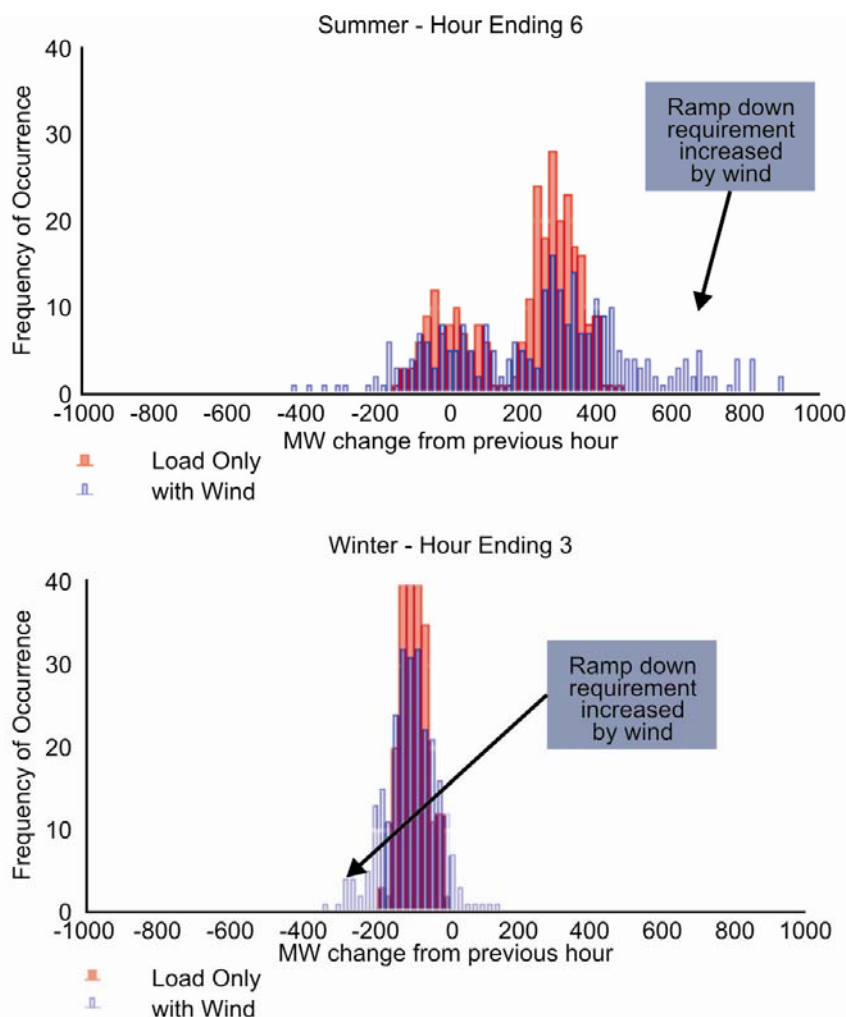 Summer - Hour Ending 6
40
30
20
10
0
Frequency of Occurrence
Ramp down
requirement
increased
by wind
-1000 -800 -600 -400 -200 0 200 400 600 800 1000
MW change from previous hour
Load Only
with Wind
Winter - Hour Ending 3
40
30
20
10
0
Frequency of Occurrence
Ramp down
requirement
increased
by wind
-1000 -800 -600 -400 -200 0 200 400 600 800 1000
MW change from previous hour
Load Only
with Wind